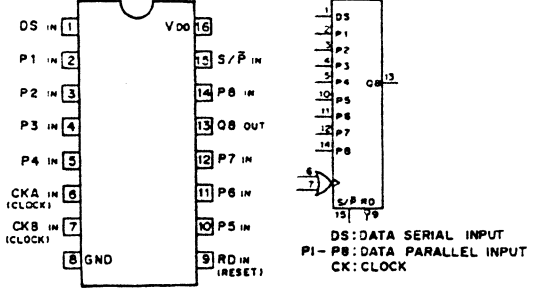 DS IN 1
P1 IN 2
P2 IN 3
P3 IN 4
P4 IN 5
CKA IN 6
(CLOCK)
CKB IN 7
(CLOCK)
8 GND
VDD 16
15 S/P̄ IN
14 P8 IN
13 Q8 OUT
12 P7 IN
11 P6 IN
10 P5 IN
9 RD IN
(RESET)
1 DS
2 P1
3 P2
4 P3
5 P4
10 P5
11 P6
12 P7
14 P8
Q8 13
6
7
S/P̄ RD
15 9
DS:DATA SERIAL INPUT
P1-P8:DATA PARALLEL INPUT
CK:CLOCK